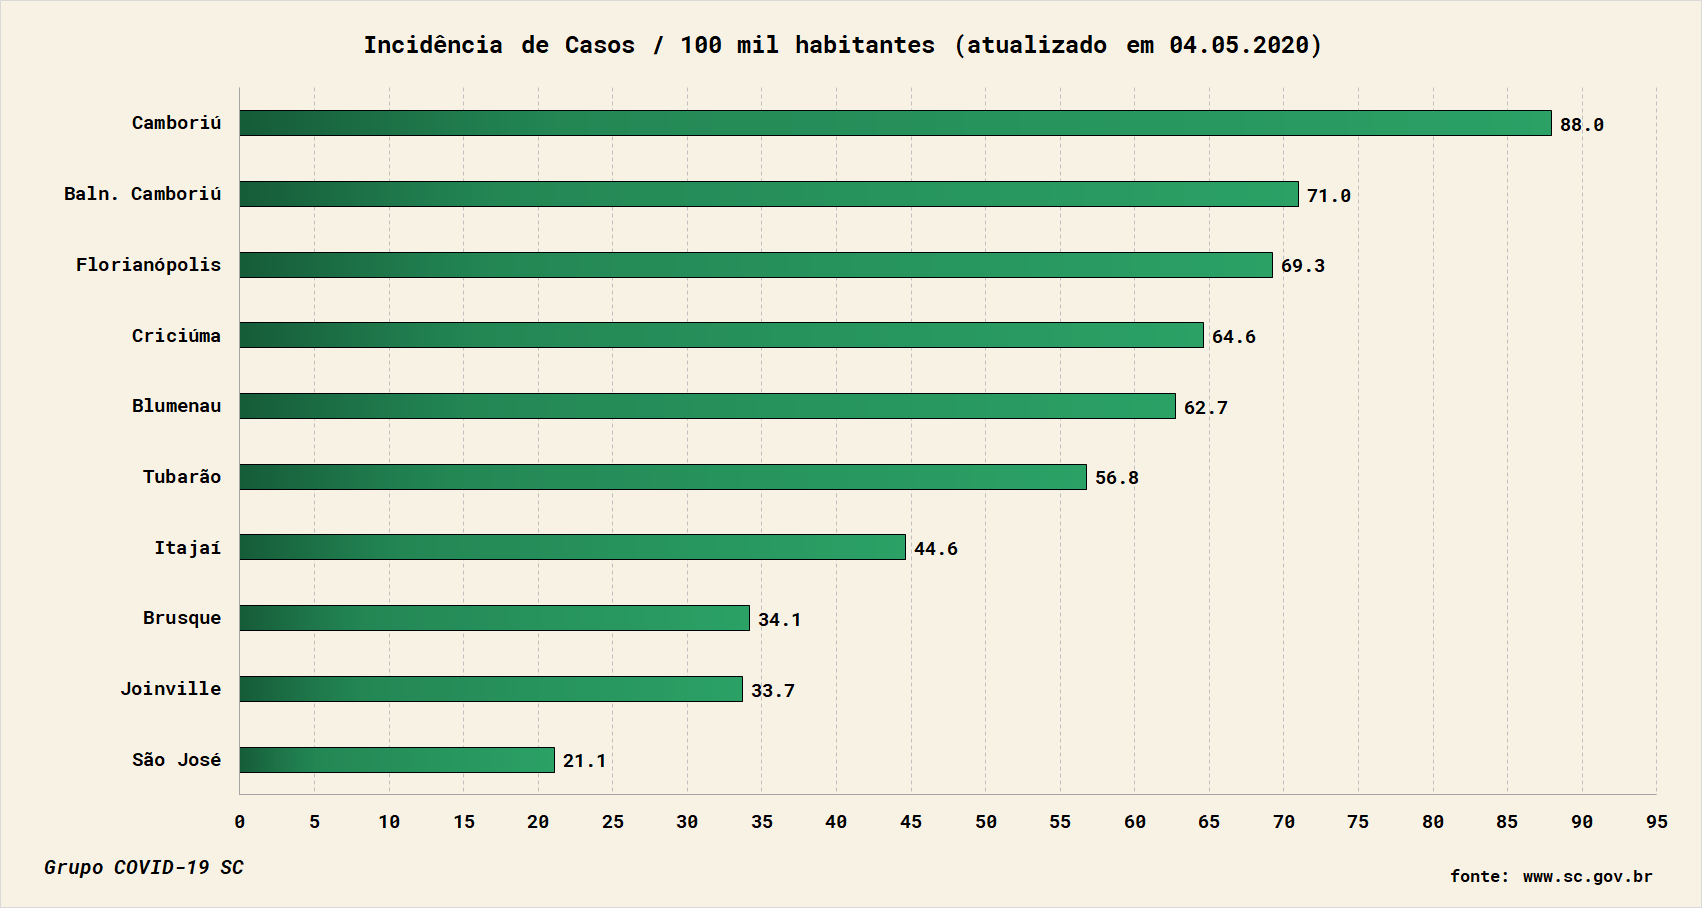 Incidência de Casos / 100 mil habitantes (atualizado em 04.05.2020)
Camboriú 88.0
Baln. Camboriú 71.0
Florianópolis 69.3
Criciúma 64.6
Blumenau 62.7
Tubarão 56.8
Itajaí 44.6
Brusque 34.1
Joinville 33.7
São José 21.1
0 5 10 15 20 25 30 35 40 45 50 55 60 65 70 75 80 85 90 95
Grupo COVID-19 SC
fonte: www.sc.gov.br